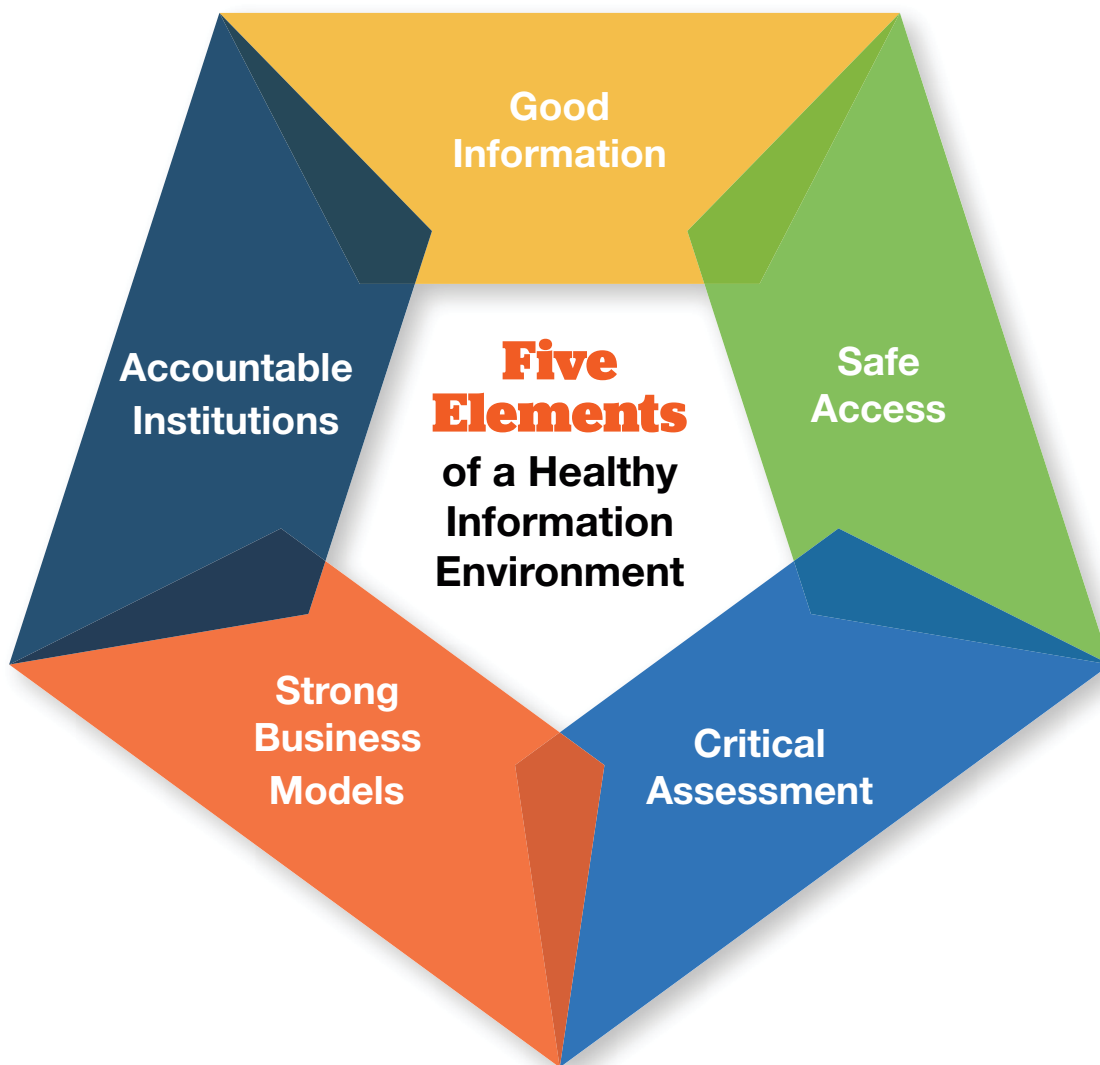 Good
Information
Safe
Access
Critical
Assessment
Strong
Business
Models
Accountable
Institutions
Five
Elements
of a Healthy
Information
Environment